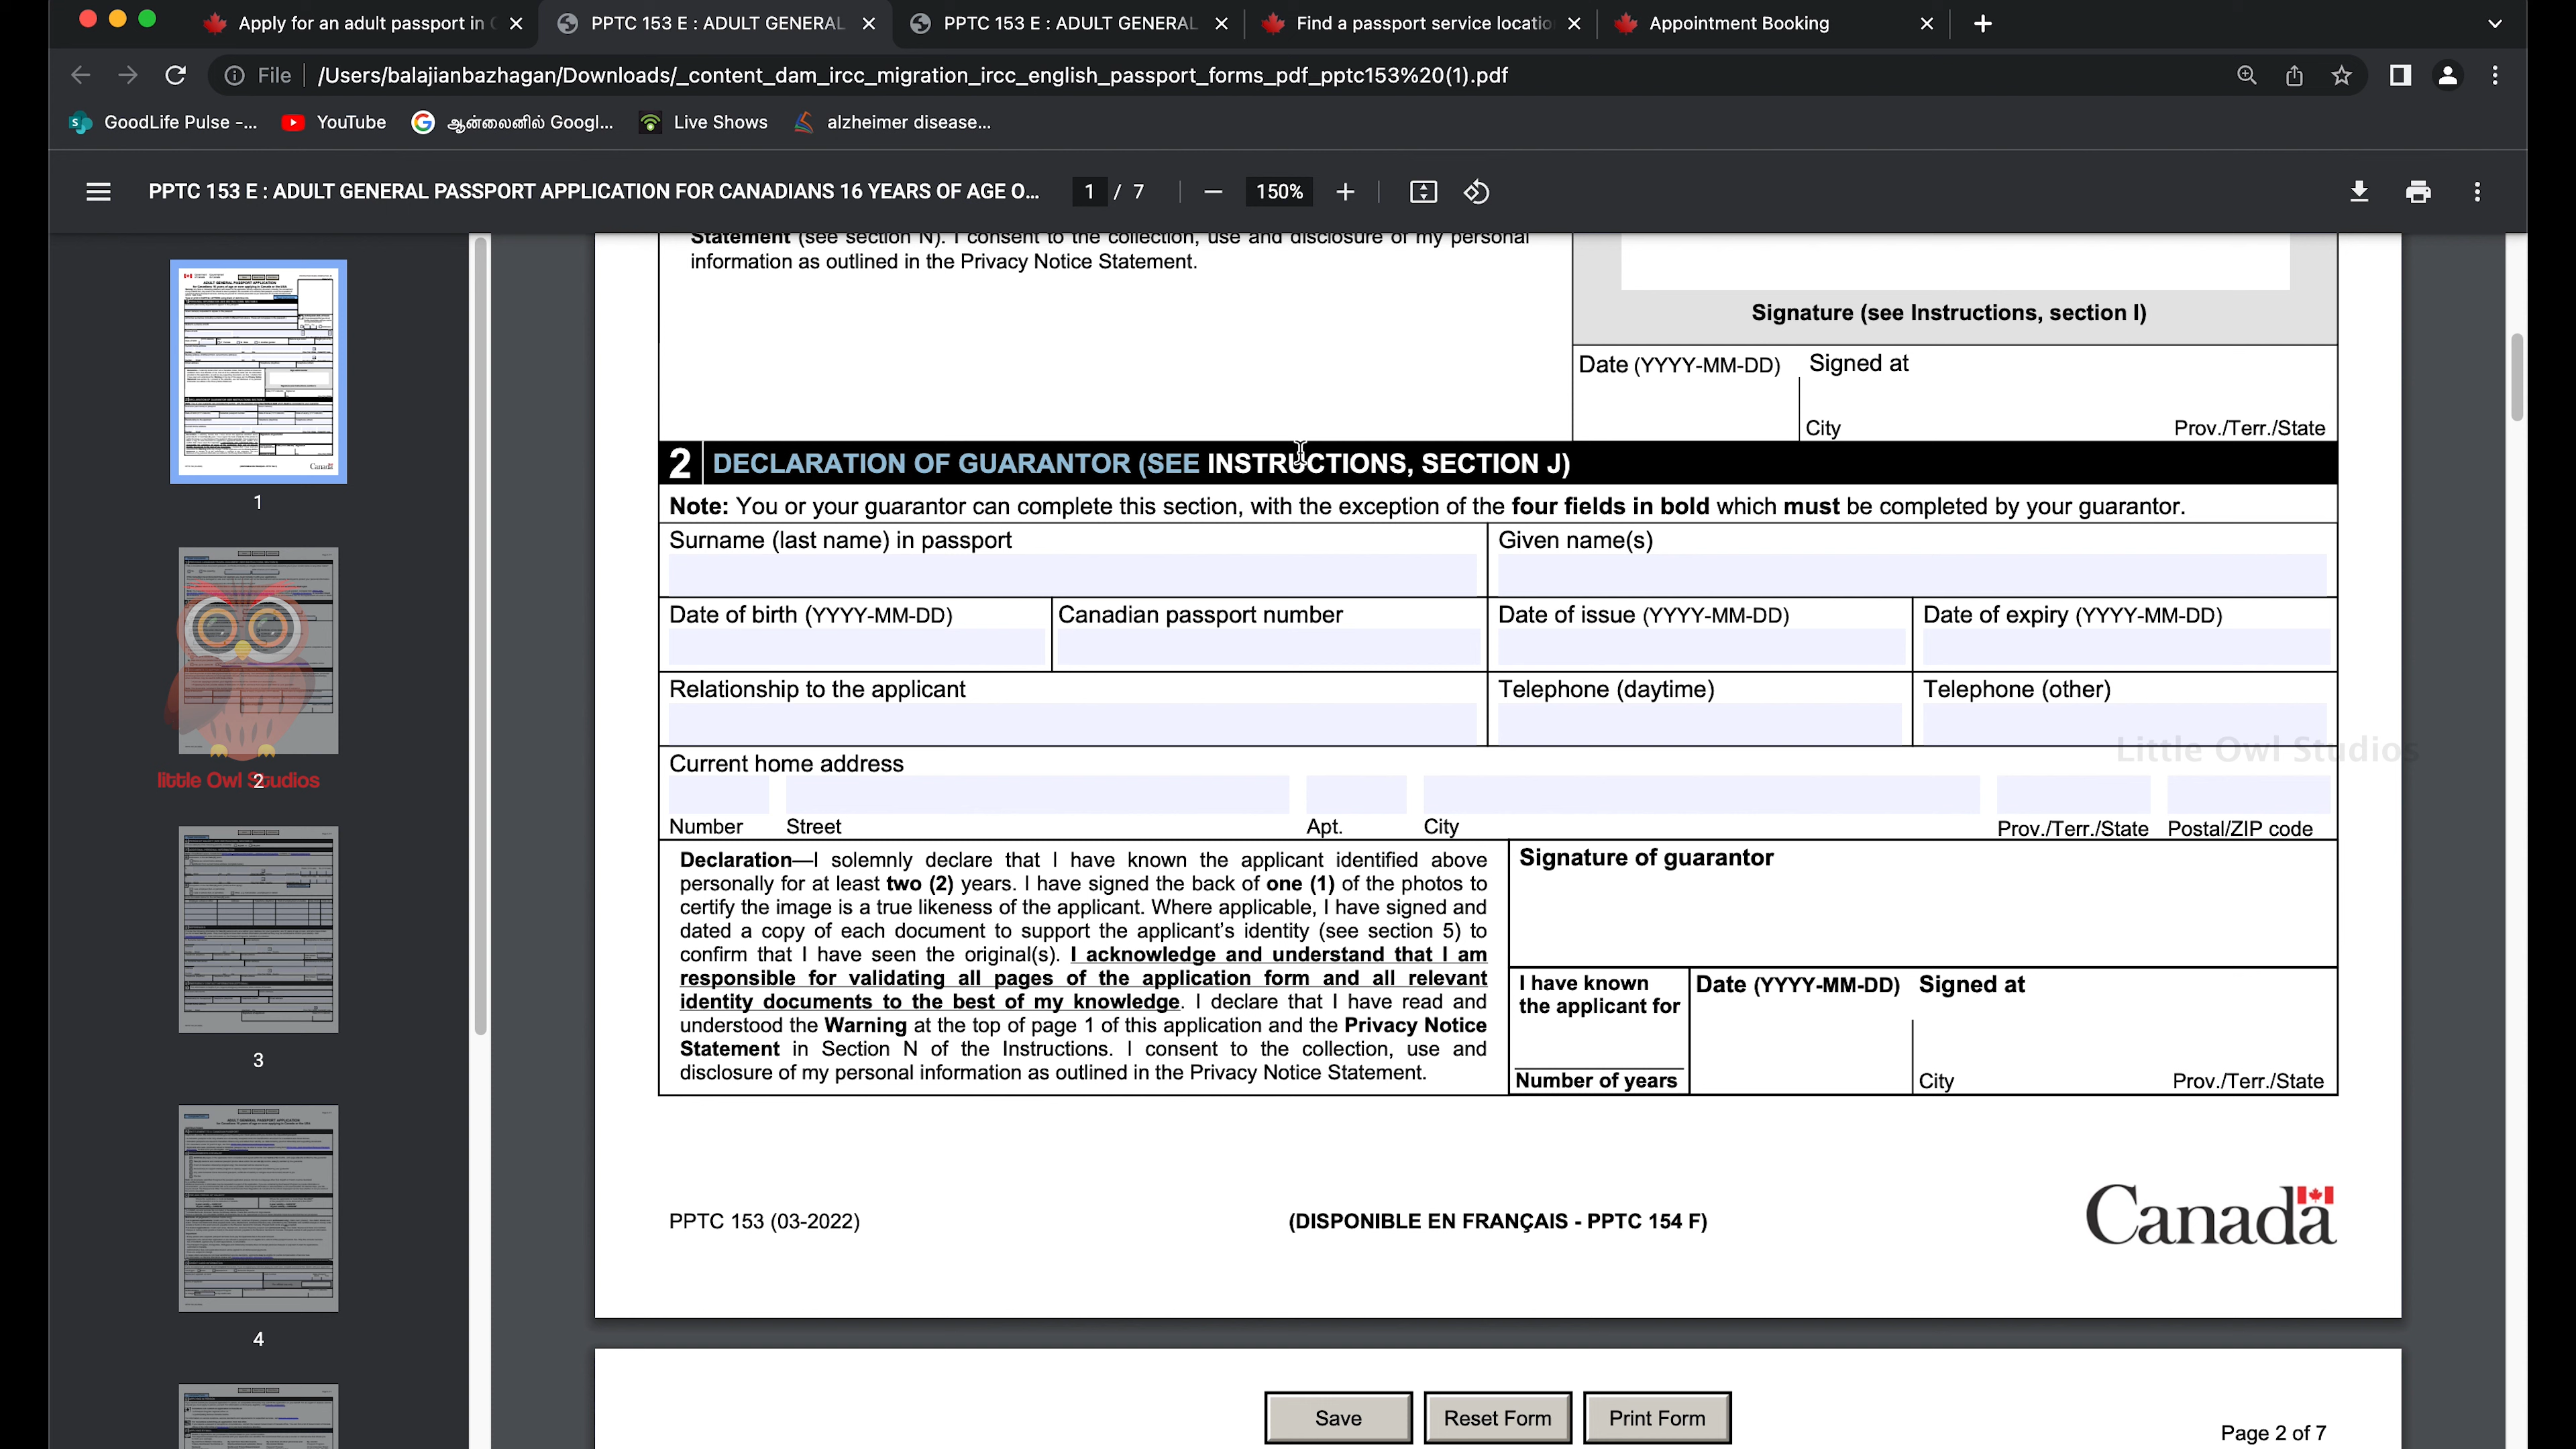 Apply for an adult passport in C
PPTC 153 E : ADULT GENERAL
PPTC 153 E : ADULT GENERAL
Find a passport service locatio
Appointment Booking
File
/Users/balajianbazhagan/Downloads/_content_dam_ircc_migration_ircc_english_passport_forms_pdf_pptc153%20(1).pdf
GoodLife Pulse -...
YouTube
ஆன்லைனில் Googl...
Live Shows
alzheimer disease...
PPTC 153 E : ADULT GENERAL PASSPORT APPLICATION FOR CANADIANS 16 YEARS OF AGE O...
1 / 7
150%
Statement (see section N). I consent to the collection, use and disclosure of my personal
information as outlined in the Privacy Notice Statement.
Signature (see Instructions, section I)
Date (YYYY-MM-DD)
Signed at
City
Prov./Terr./State
2 DECLARATION OF GUARANTOR (SEE INSTRUCTIONS, SECTION J)
Note: You or your guarantor can complete this section, with the exception of the four fields in bold which must be completed by your guarantor.
Surname (last name) in passport
Given name(s)
Date of birth (YYYY-MM-DD)
Canadian passport number
Date of issue (YYYY-MM-DD)
Date of expiry (YYYY-MM-DD)
Relationship to the applicant
Telephone (daytime)
Telephone (other)
Little Owl Studios
Current home address
Number
Street
Apt.
City
Prov./Terr./State
Postal/ZIP code
Declaration—I solemnly declare that I have known the applicant identified above
personally for at least two (2) years. I have signed the back of one (1) of the photos to
certify the image is a true likeness of the applicant. Where applicable, I have signed and
dated a copy of each document to support the applicant's identity (see section 5) to
confirm that I have seen the original(s). I acknowledge and understand that I am
responsible for validating all pages of the application form and all relevant
identity documents to the best of my knowledge. I declare that I have read and
understood the Warning at the top of page 1 of this application and the Privacy Notice
Statement in Section N of the Instructions. I consent to the collection, use and
disclosure of my personal information as outlined in the Privacy Notice Statement.
Signature of guarantor
I have known
the applicant for
Number of years
Date (YYYY-MM-DD)
Signed at
City
Prov./Terr./State
PPTC 153 (03-2022)
(DISPONIBLE EN FRANÇAIS - PPTC 154 F)
Canada
Save
Reset Form
Print Form
Page 2 of 7
1
little Owl Studios
2
3
4